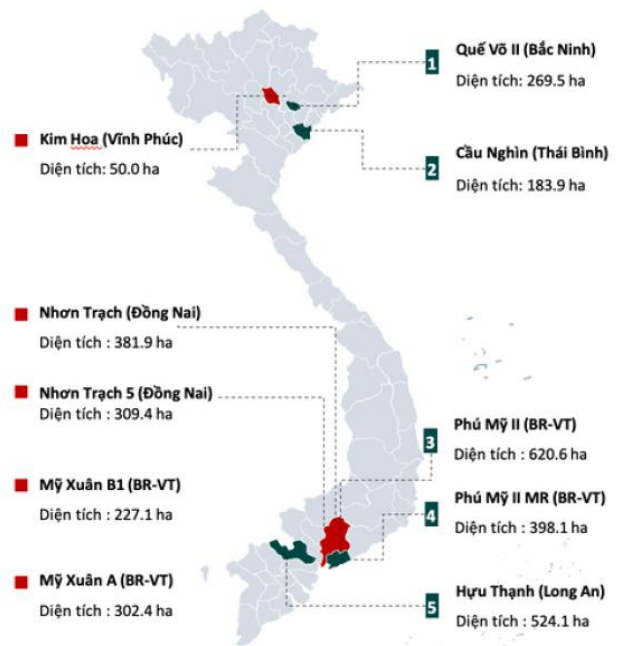 1
Quế Võ II (Bắc Ninh)
Diện tích: 269.5 ha
Kim Hoa (Vĩnh Phúc)
Diện tích: 50.0 ha
2
Cầu Nghìn (Thái Bình)
Diện tích: 183.9 ha
Nhơn Trạch (Đồng Nai)
Diện tích : 381.9 ha
Nhơn Trạch 5 (Đồng Nai)
Diện tích : 309.4 ha
3
Phú Mỹ II (BR-VT)
Diện tích : 620.6 ha
Mỹ Xuân B1 (BR-VT)
Diện tích : 227.1 ha
4
Phú Mỹ II MR (BR-VT)
Diện tích : 398.1 ha
Mỹ Xuân A (BR-VT)
Diện tích : 302.4 ha
5
Hựu Thạnh (Long An)
Diện tích : 524.1 ha